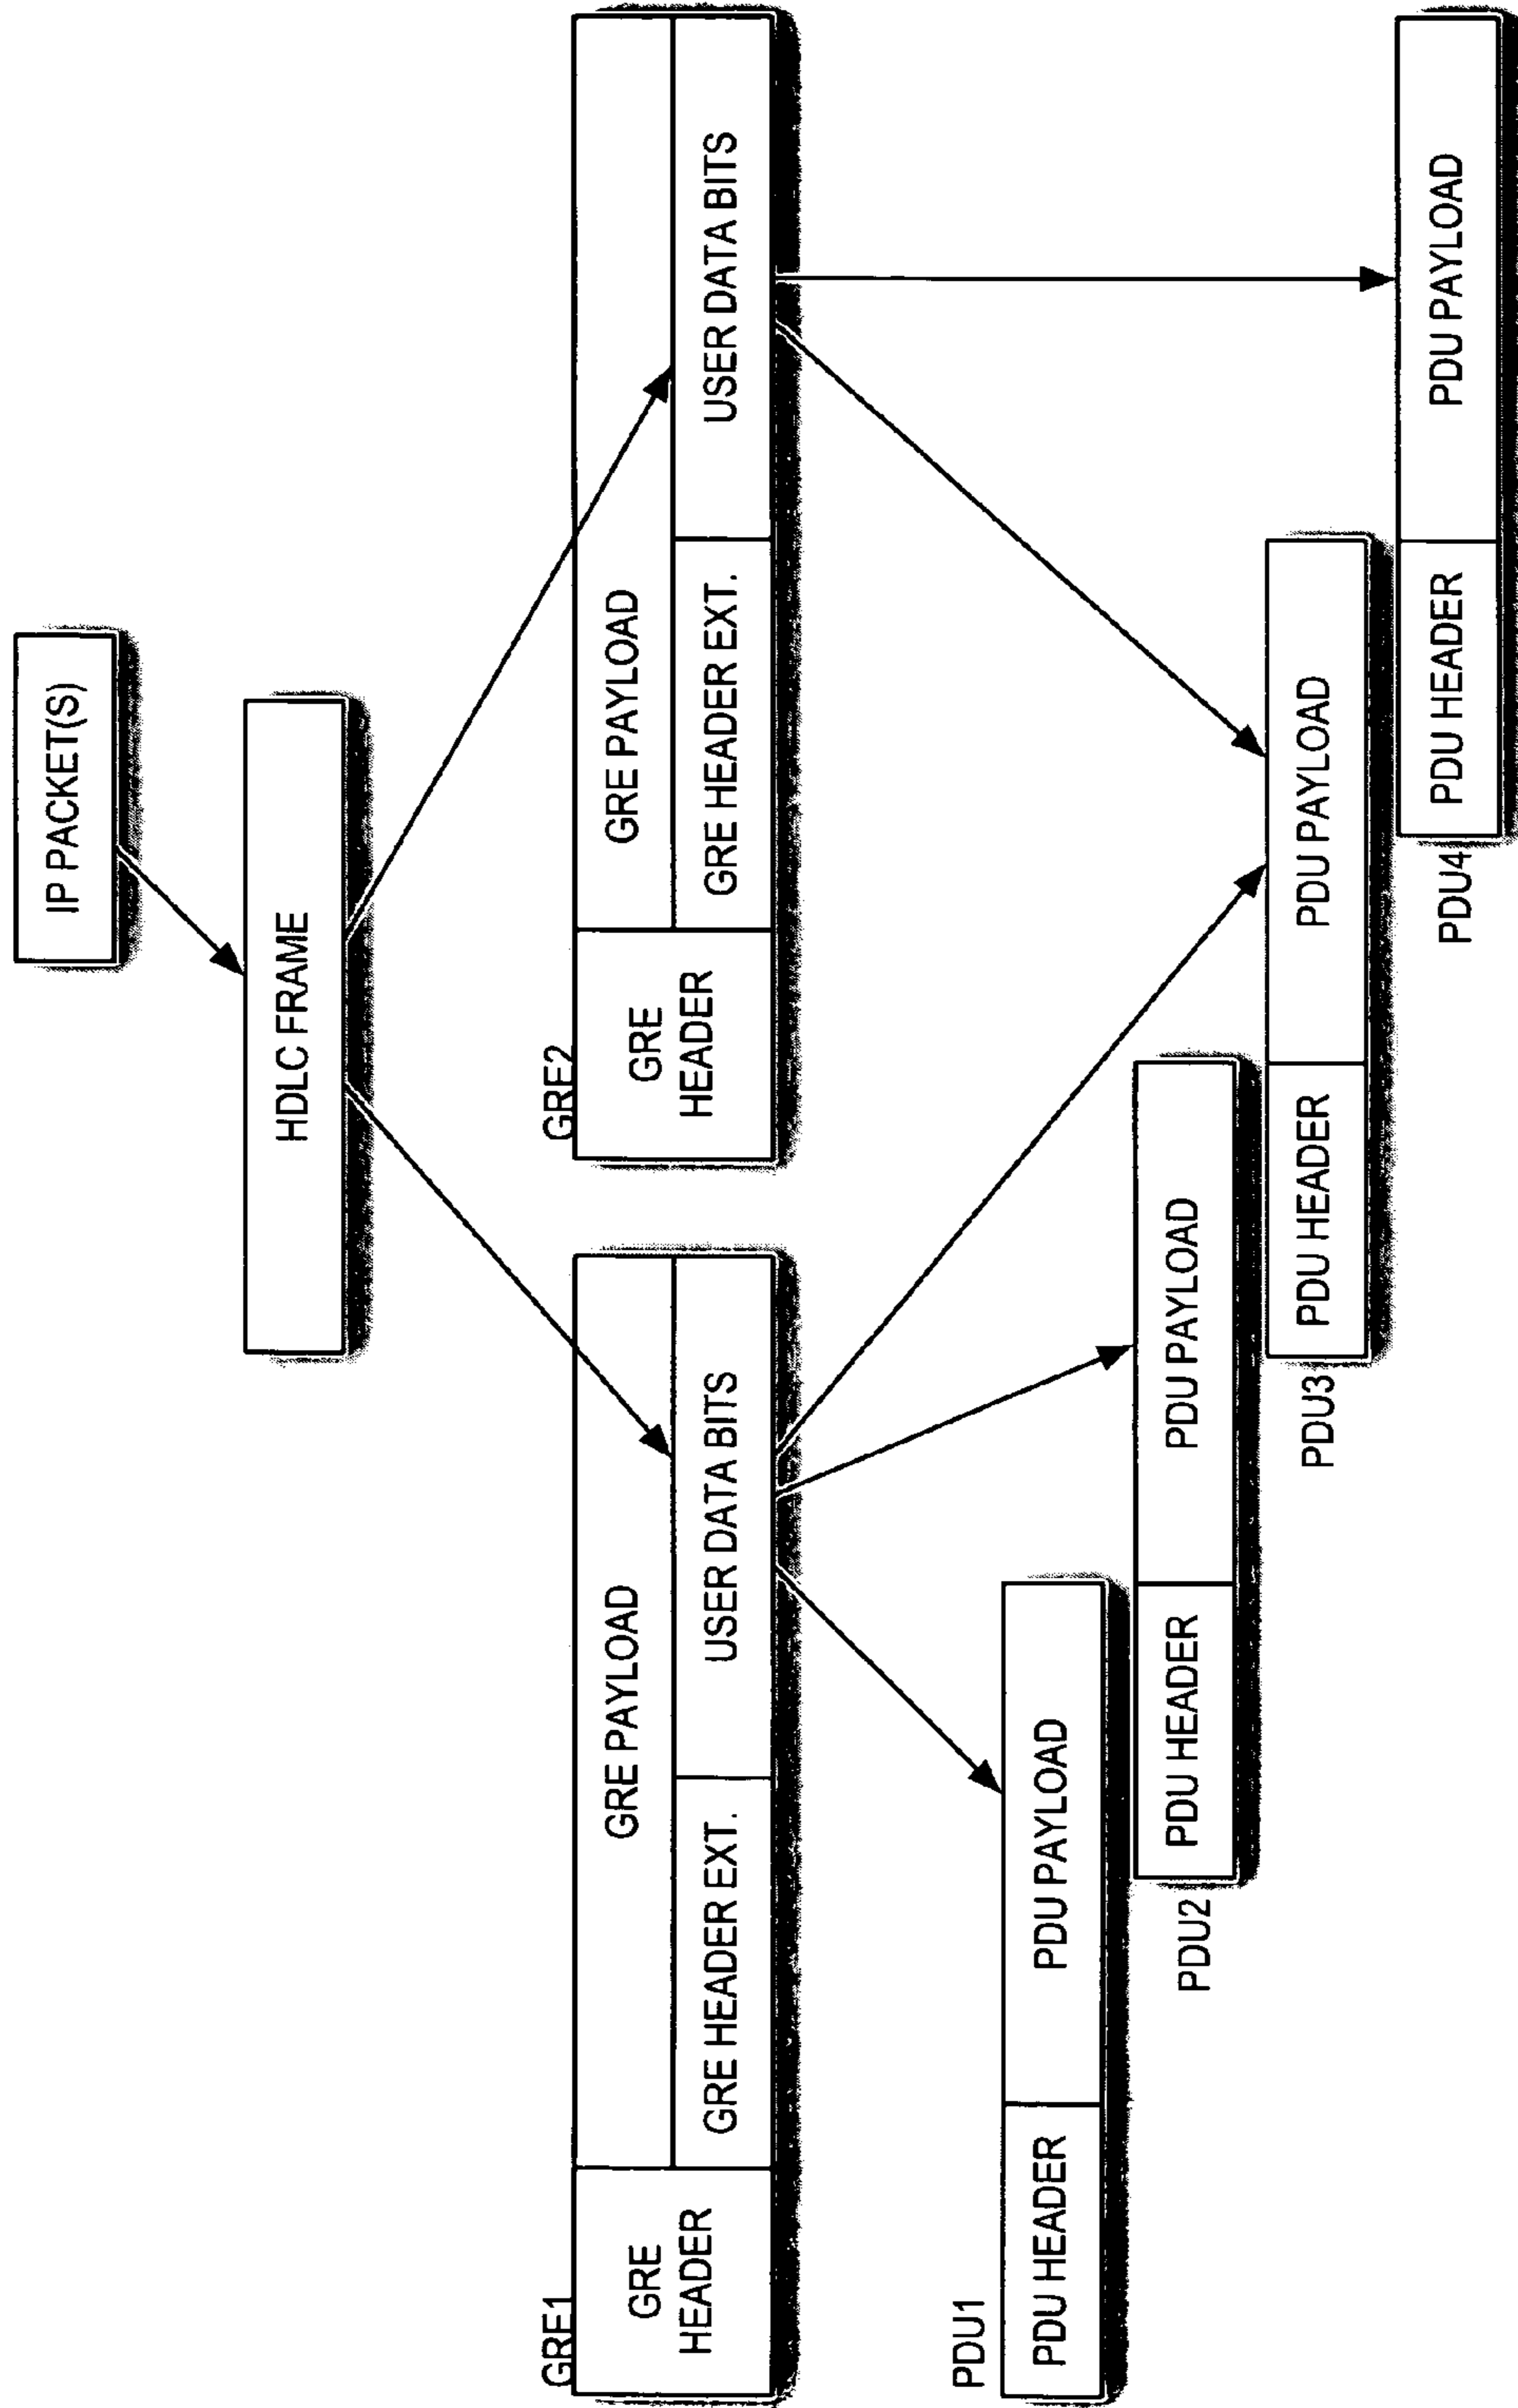 IP PACKET(S)
HDLC FRAME
GRE1
GRE
HEADER
GRE PAYLOAD
GRE HEADER EXT.
USER DATA BITS
GRE2
GRE
HEADER
GRE PAYLOAD
GRE HEADER EXT.
USER DATA BITS
PDU1
PDU HEADER
PDU PAYLOAD
PDU2
PDU HEADER
PDU PAYLOAD
PDU3
PDU HEADER
PDU PAYLOAD
PDU4
PDU HEADER
PDU PAYLOAD